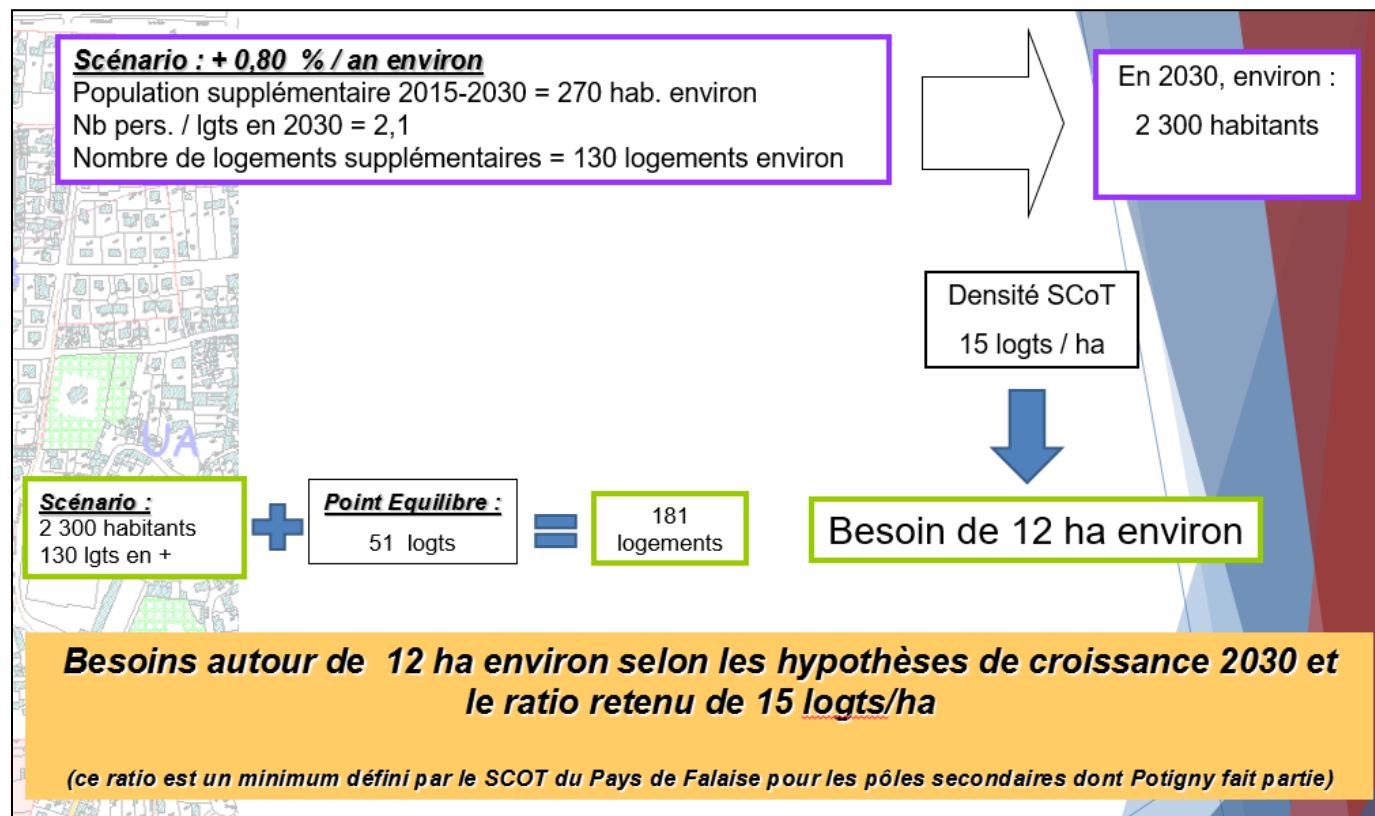 Scénario : + 0,80 % / an environ
Population supplémentaire 2015-2030 = 270 hab. environ
Nb pers. / lgts en 2030 = 2,1
Nombre de logements supplémentaires = 130 logements environ
En 2030, environ :
2 300 habitants
Densité SCoT
15 logts / ha
UA
Scénario :
2 300 habitants
130 lgts en +
Point Equilibre :
51 logts
181
logements
Besoin de 12 ha environ
Besoins autour de 12 ha environ selon les hypothèses de croissance 2030 et
le ratio retenu de 15 logts/ha
(ce ratio est un minimum défini par le SCOT du Pays de Falaise pour les pôles secondaires dont Potigny fait partie)